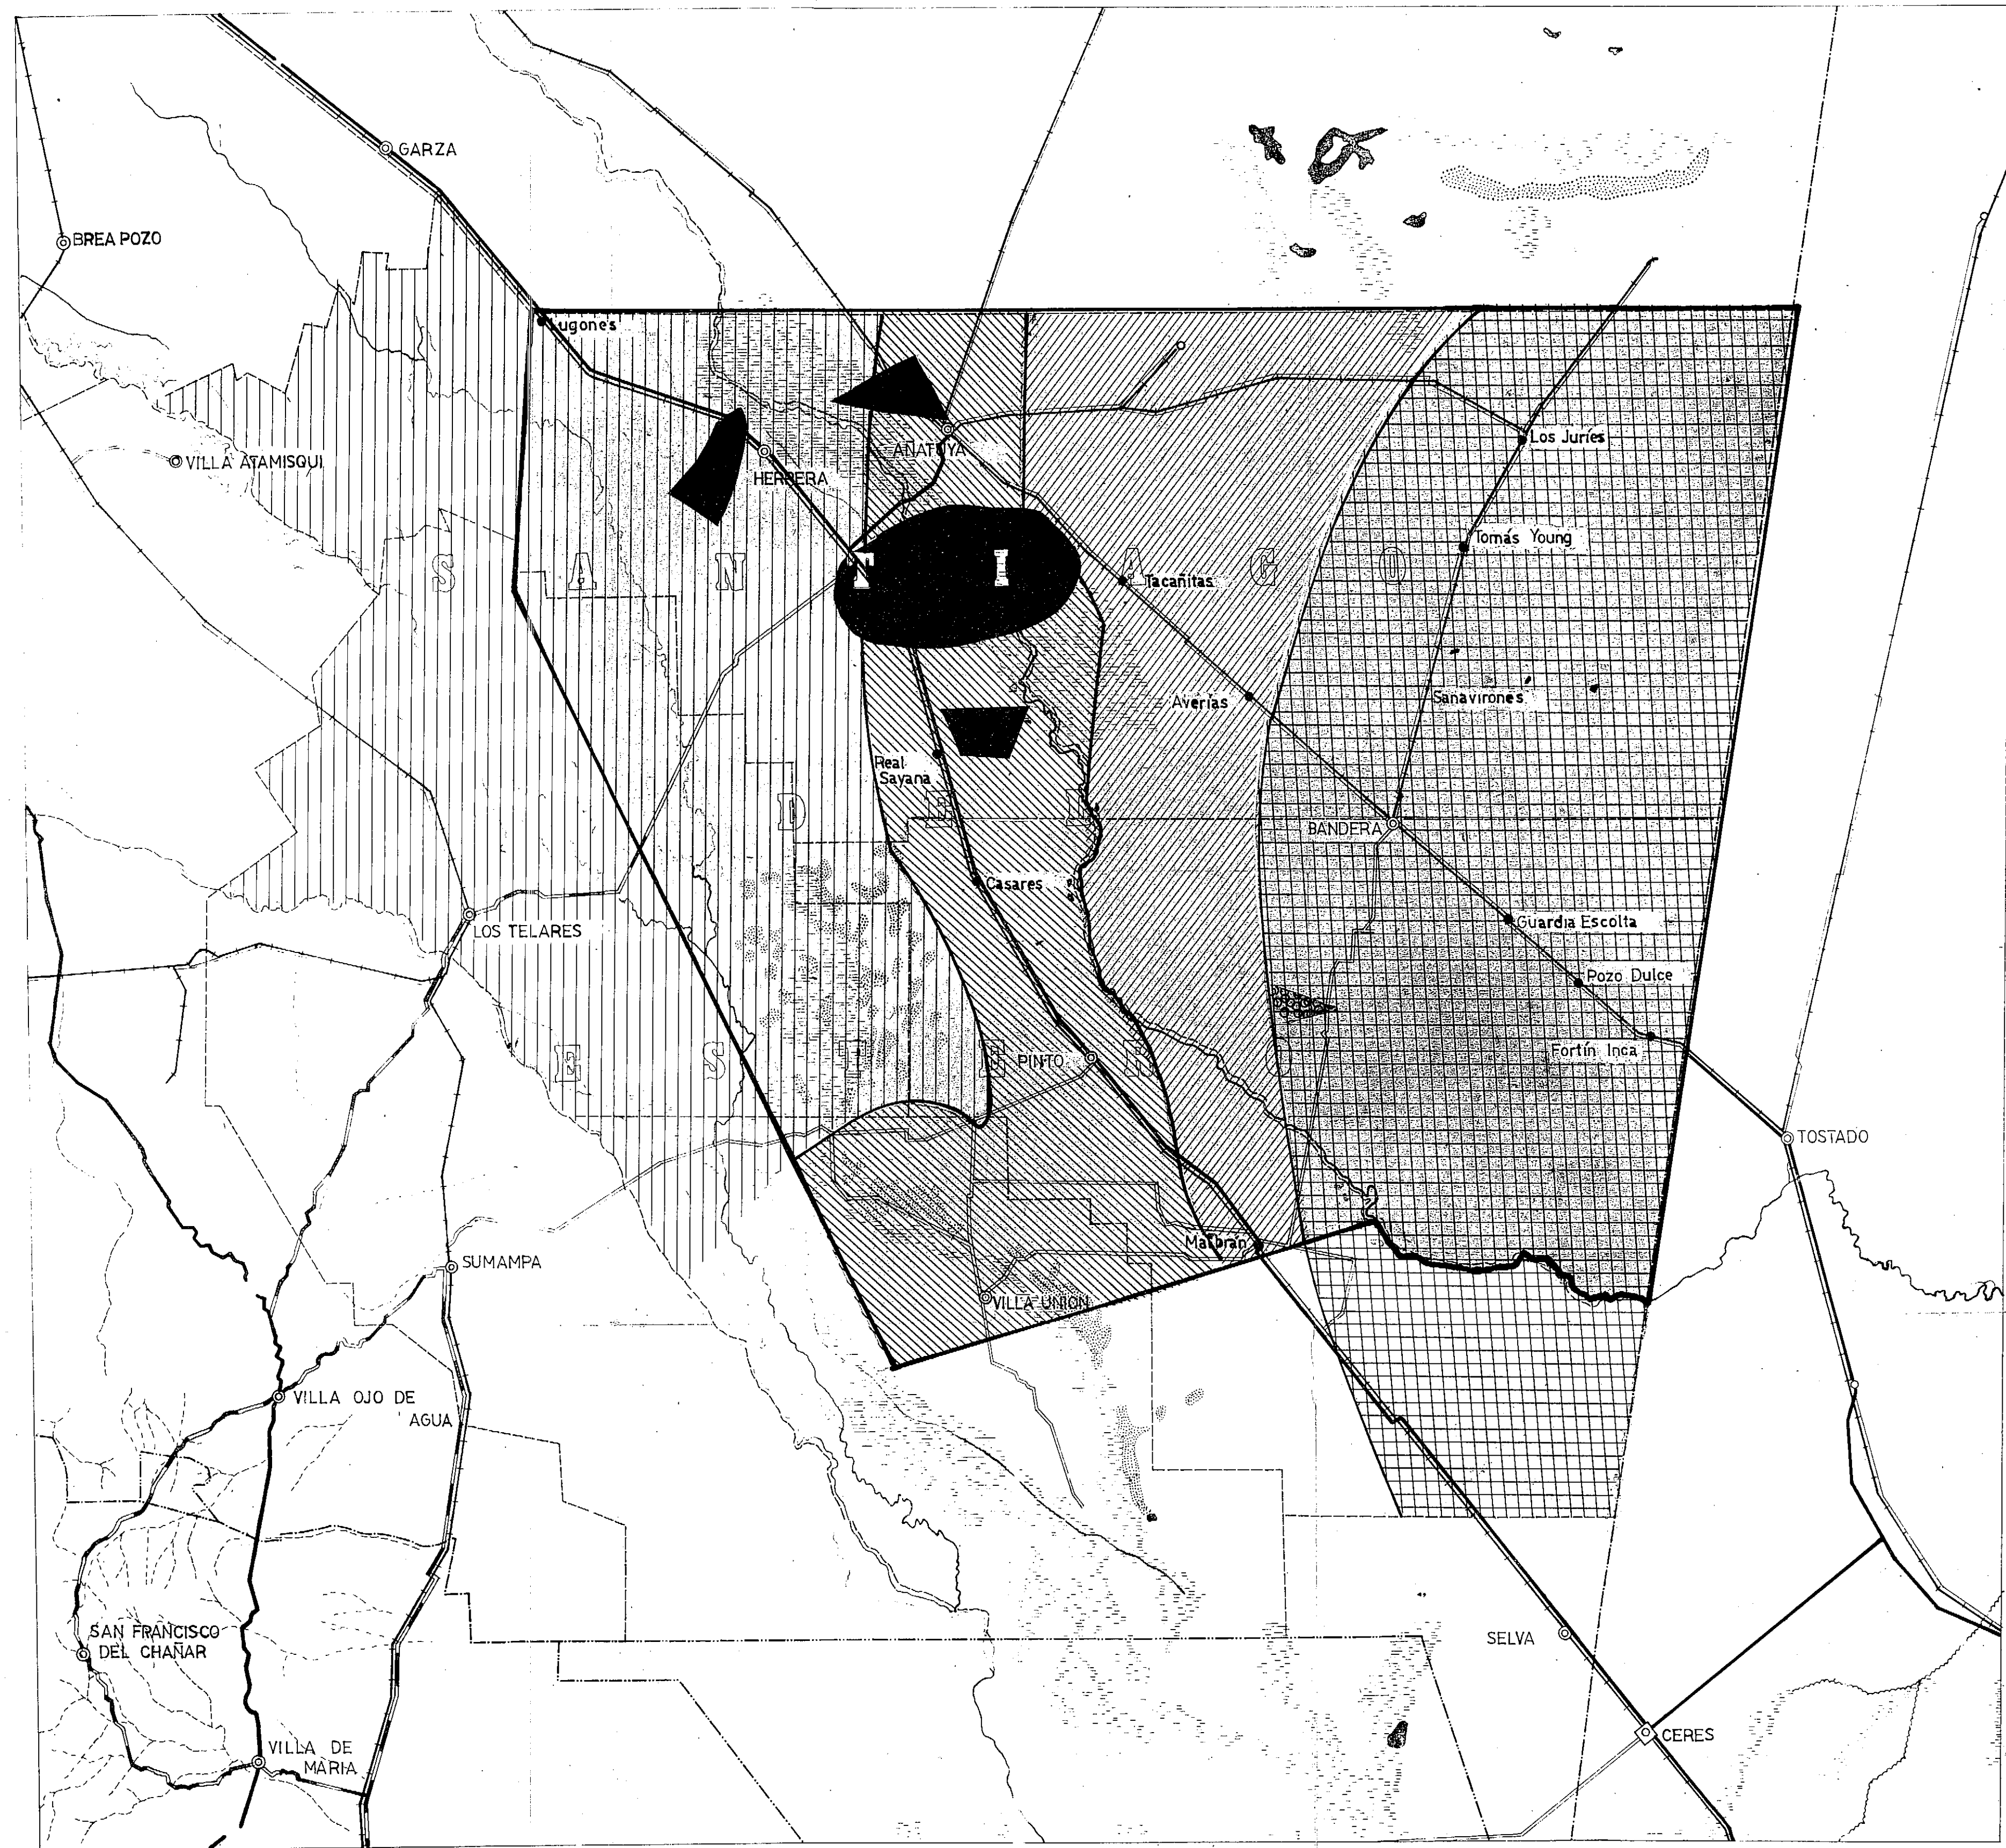 GARZA
BREA POZO
Lugones
VILLA ATAMISQUI
HERRERA
AÑATUYA
Los Juríes
Tomás Young
S A N T I A G O
Tacañitas
Averías
Sanavirones
Real
Sayana
D E L
BANDERA
Casares
Guardia Escolta
LOS TELARES
Pozo Dulce
Fortín Inca
E S T E R O
PINTO
TOSTADO
Malbrán
SUMAMPA
VILLA UNION
VILLA OJO DE
AGUA
SAN FRANCISCO
DEL CHAÑAR
SELVA
CERES
VILLA DE
MARIA